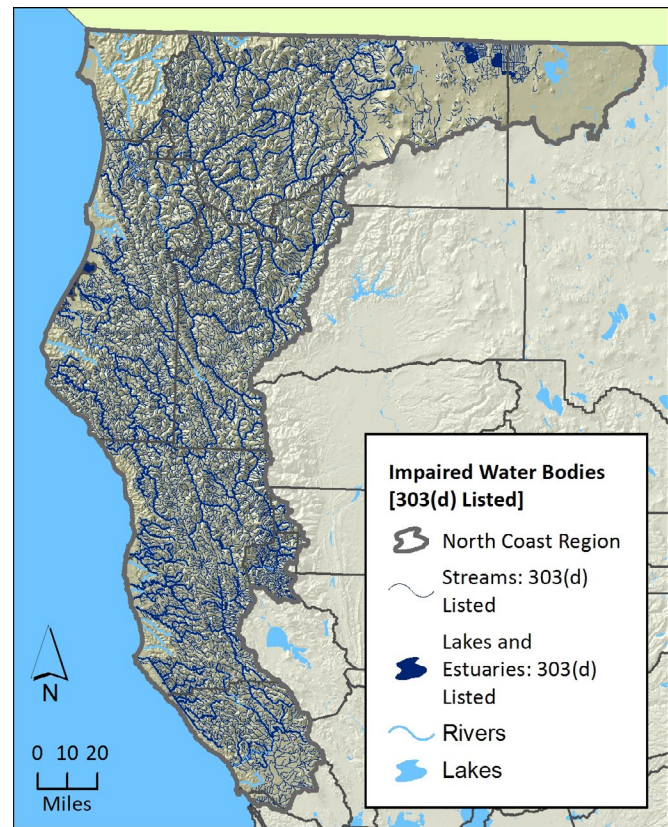 Impaired Water Bodies
[303(d) Listed]
North Coast Region
Streams: 303(d)
Listed
Lakes and
Estuaries: 303(d)
Listed
Rivers
Lakes
N
0 10 20
Miles